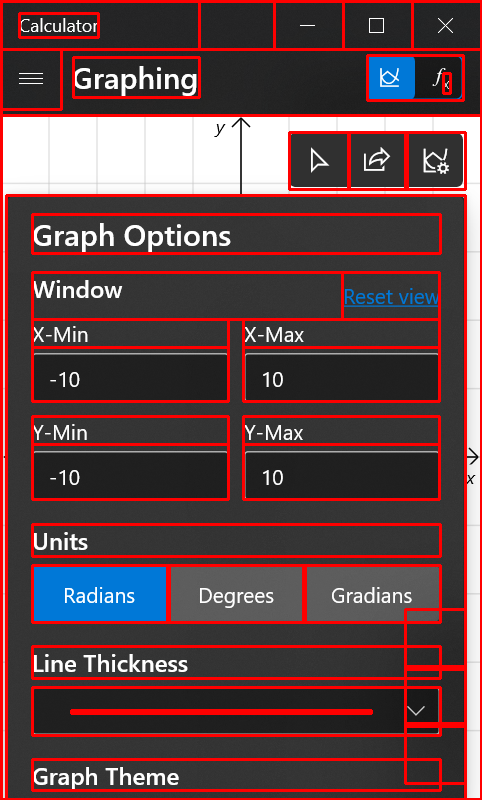 Calculator
Graphing
fx
y
Graph Options
Window
Reset view
X-Min
X-Max
-10
10
Y-Min
Y-Max
-10
10
x
Units
Radians
Degrees
Gradians
Line Thickness
Graph Theme